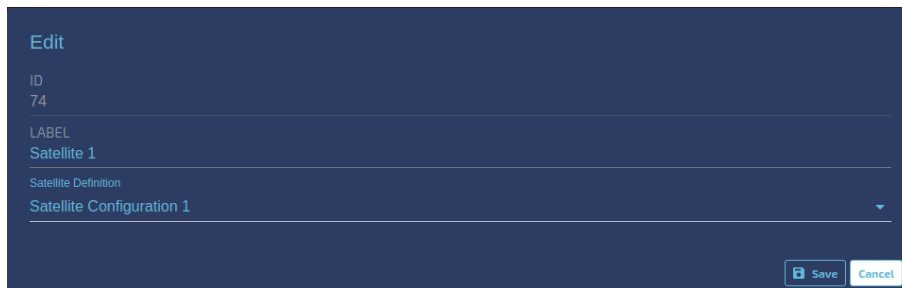 Edit
ID
74
LABEL
Satellite 1
Satellite Definition
Satellite Configuration 1
Save Cancel